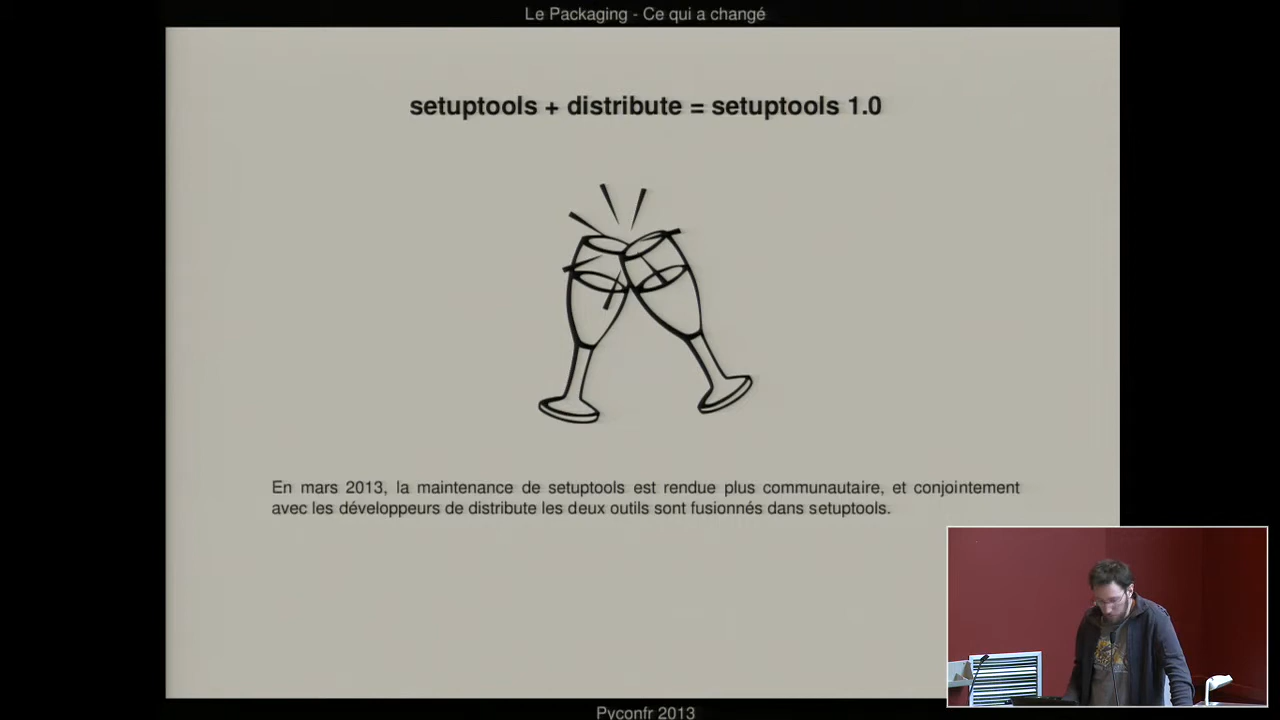 Le Packaging - Ce qui a changé
setuptools + distribute = setuptools 1.0
En mars 2013, la maintenance de setuptools est rendue plus communautaire, et conjointement
avec les développeurs de distribute les deux outils sont fusionnés dans setuptools.
Pyconfr 2013